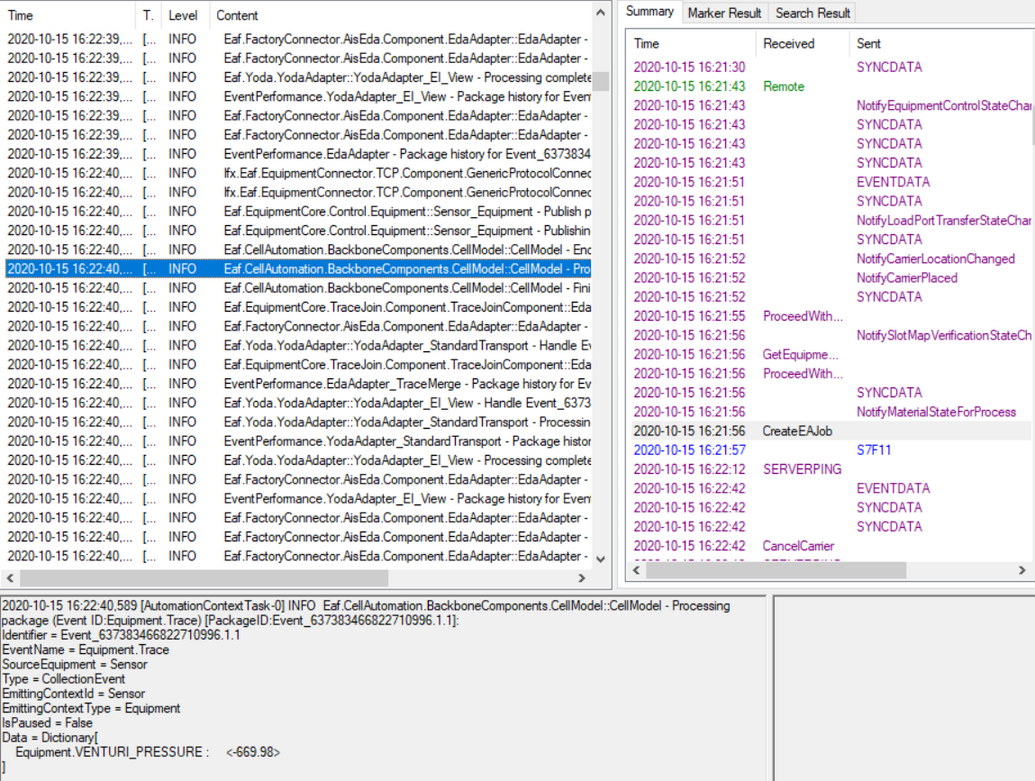 Time T. Level Content
2020-10-15 16:22:39,... [... INFO Eaf.FactoryConnector.AisEda.Component.EdaAdapter::EdaAdapter -
2020-10-15 16:22:39,... [... INFO Eaf.FactoryConnector.AisEda.Component.EdaAdapter::EdaAdapter -
2020-10-15 16:22:39,... [... INFO Eaf.Yoda.YodaAdapter::YodaAdapter_EI_View - Processing complete
2020-10-15 16:22:39,... [... INFO EventPerformance.YodaAdapter_EI_View - Package history for Even
2020-10-15 16:22:39,... [... INFO Eaf.FactoryConnector.AisEda.Component.EdaAdapter::EdaAdapter -
2020-10-15 16:22:39,... [... INFO Eaf.FactoryConnector.AisEda.Component.EdaAdapter::EdaAdapter -
2020-10-15 16:22:39,... [... INFO EventPerformance.EdaAdapter - Package history for Event_6373834
2020-10-15 16:22:40,... [... INFO Ifx.Eaf.EquipmentConnector.TCP.Component.GenericProtocolConnec
2020-10-15 16:22:40,... [... INFO Ifx.Eaf.EquipmentConnector.TCP.Component.GenericProtocolConnec
2020-10-15 16:22:40,... [... INFO Eaf.EquipmentCore.Control.Equipment::Sensor_Equipment - Publish p
2020-10-15 16:22:40,... [... INFO Eaf.EquipmentCore.Control.Equipment::Sensor_Equipment - Publishin
2020-10-15 16:22:40,... [... INFO Eaf.CellAutomation.BackboneComponents.CellModel::CellModel - Enq
2020-10-15 16:22:40,... [... INFO Eaf.CellAutomation.BackboneComponents.CellModel::CellModel - Pro
2020-10-15 16:22:40,... [... INFO Eaf.CellAutomation.BackboneComponents.CellModel::CellModel - Fini
2020-10-15 16:22:40,... [... INFO Eaf.EquipmentCore.TraceJoin.Component.TraceJoinComponent::Eda
2020-10-15 16:22:40,... [... INFO Eaf.FactoryConnector.AisEda.Component.EdaAdapter::EdaAdapter -
2020-10-15 16:22:40,... [... INFO Eaf.Yoda.YodaAdapter::YodaAdapter_StandardTransport - Handle Ev
2020-10-15 16:22:40,... [... INFO Eaf.EquipmentCore.TraceJoin.Component.TraceJoinComponent::Eda
2020-10-15 16:22:40,... [... INFO EventPerformance.EdaAdapter_TraceMerge - Package history for Ev
2020-10-15 16:22:40,... [... INFO Eaf.Yoda.YodaAdapter::YodaAdapter_EI_View - Handle Event_6373
2020-10-15 16:22:40,... [... INFO Eaf.Yoda.YodaAdapter::YodaAdapter_StandardTransport - Processin
2020-10-15 16:22:40,... [... INFO EventPerformance.YodaAdapter_StandardTransport - Package histor
2020-10-15 16:22:40,... [... INFO Eaf.Yoda.YodaAdapter::YodaAdapter_EI_View - Processing complete
2020-10-15 16:22:40,... [... INFO Eaf.FactoryConnector.AisEda.Component.EdaAdapter::EdaAdapter -
2020-10-15 16:22:40,... [... INFO EventPerformance.YodaAdapter_EI_View - Package history for Even
2020-10-15 16:22:40,... [... INFO Eaf.FactoryConnector.AisEda.Component.EdaAdapter::EdaAdapter -
2020-10-15 16:22:40,... [... INFO Eaf.FactoryConnector.AisEda.Component.EdaAdapter::EdaAdapter -
2020-10-15 16:22:40,... [... INFO Eaf.FactoryConnector.AisEda.Component.EdaAdapter::EdaAdapter -
Summary Marker Result Search Result
Time Received Sent
2020-10-15 16:21:30 SYNCDATA
2020-10-15 16:21:43 Remote
2020-10-15 16:21:43 NotifyEquipmentControlStateChar
2020-10-15 16:21:43 SYNCDATA
2020-10-15 16:21:43 SYNCDATA
2020-10-15 16:21:43 SYNCDATA
2020-10-15 16:21:51 EVENTDATA
2020-10-15 16:21:51 SYNCDATA
2020-10-15 16:21:51 NotifyLoadPortTransferStateChar
2020-10-15 16:21:51 SYNCDATA
2020-10-15 16:21:52 NotifyCarrierLocationChanged
2020-10-15 16:21:52 NotifyCarrierPlaced
2020-10-15 16:21:52 SYNCDATA
2020-10-15 16:21:55 ProceedWith...
2020-10-15 16:21:56 NotifySlotMapVerificationStateCh
2020-10-15 16:21:56 GetEquipme...
2020-10-15 16:21:56 ProceedWith...
2020-10-15 16:21:56 SYNCDATA
2020-10-15 16:21:56 NotifyMaterialStateForProcess
2020-10-15 16:21:56 CreateEAJob
2020-10-15 16:21:57 S7F11
2020-10-15 16:22:12 SERVERPING
2020-10-15 16:22:42 EVENTDATA
2020-10-15 16:22:42 SYNCDATA
2020-10-15 16:22:42 SYNCDATA
2020-10-15 16:22:42 CancelCarrier
2020-10-15 16:22:40,589 [AutomationContextTask-0] INFO Eaf.CellAutomation.BackboneComponents.CellModel::CellModel - Processing
package (Event ID:Equipment.Trace) [PackageID:Event_637383466822710996.1.1]:
Identifier = Event_637383466822710996.1.1
EventName = Equipment.Trace
SourceEquipment = Sensor
Type = CollectionEvent
EmittingContextId = Sensor
EmittingContextType = Equipment
IsPaused = False
Data = Dictionary[
Equipment.VENTURI_PRESSURE : <-669.98>
]